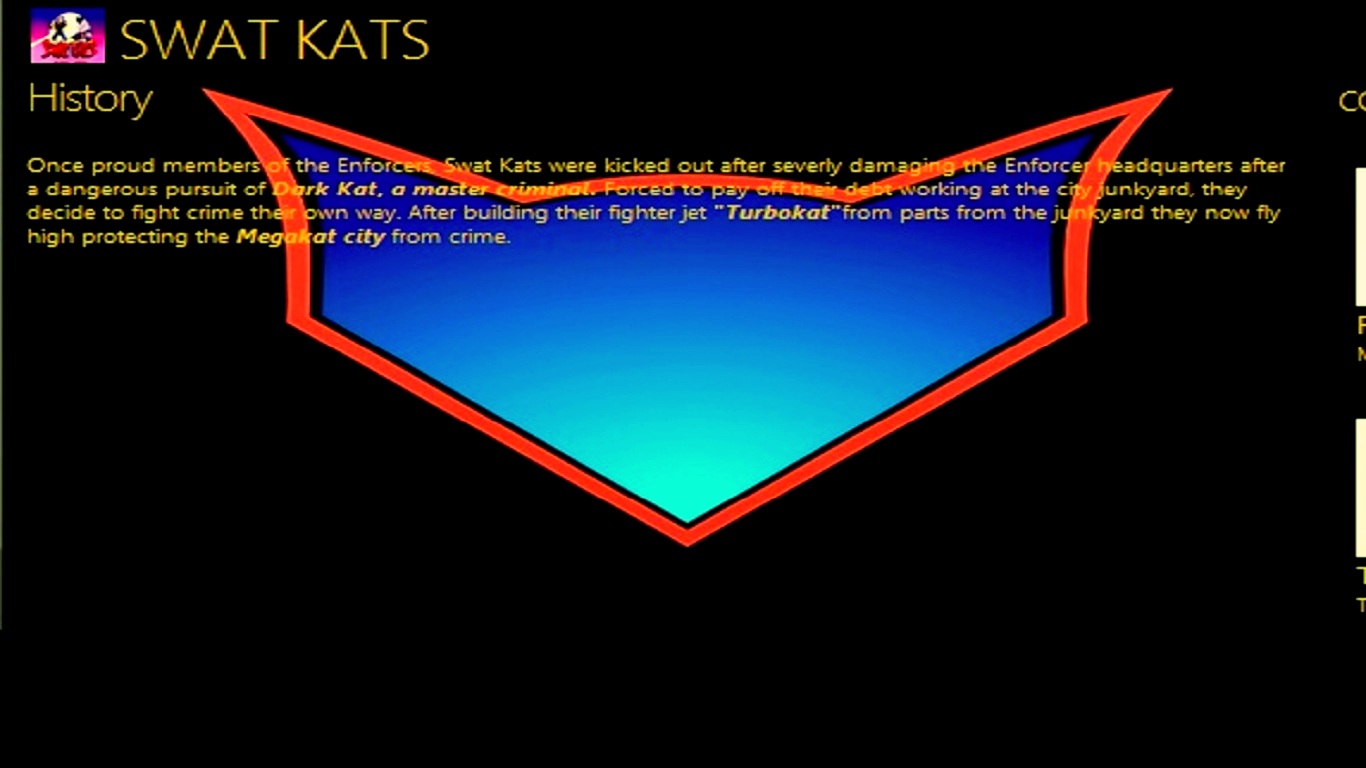 SWAT KATS
History
Once proud members of the Enforcers, Swat Kats were kicked out after severly damaging the Enforcer headquarters after
a dangerous pursuit of Dark Kat, a master criminal. Forced to pay off their debt working at the city junkyard, they
decide to fight crime their own way. After building their fighter jet "Turbokat"from parts from the junkyard they now fly
high protecting the Megakat city from crime.